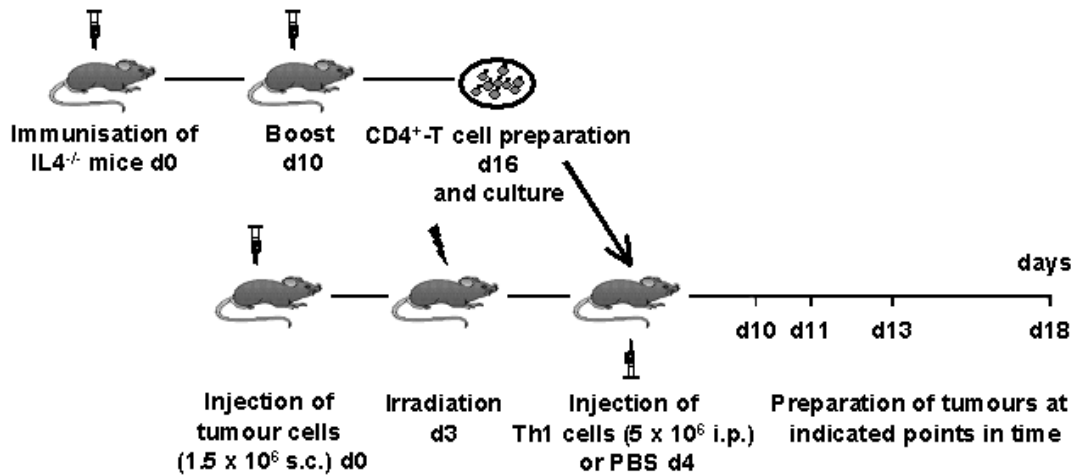 Immunisation of
IL4-/- mice d0
Boost
d10
CD4+-T cell preparation
d16
and culture
days
d10 d11 d13 d18
Injection of
tumour cells
(1.5 x 10⁶ s.c.) d0
Irradiation
d3
Injection of
Th1 cells (5 x 10⁶ i.p.)
or PBS d4
Preparation of tumours at
indicated points in time